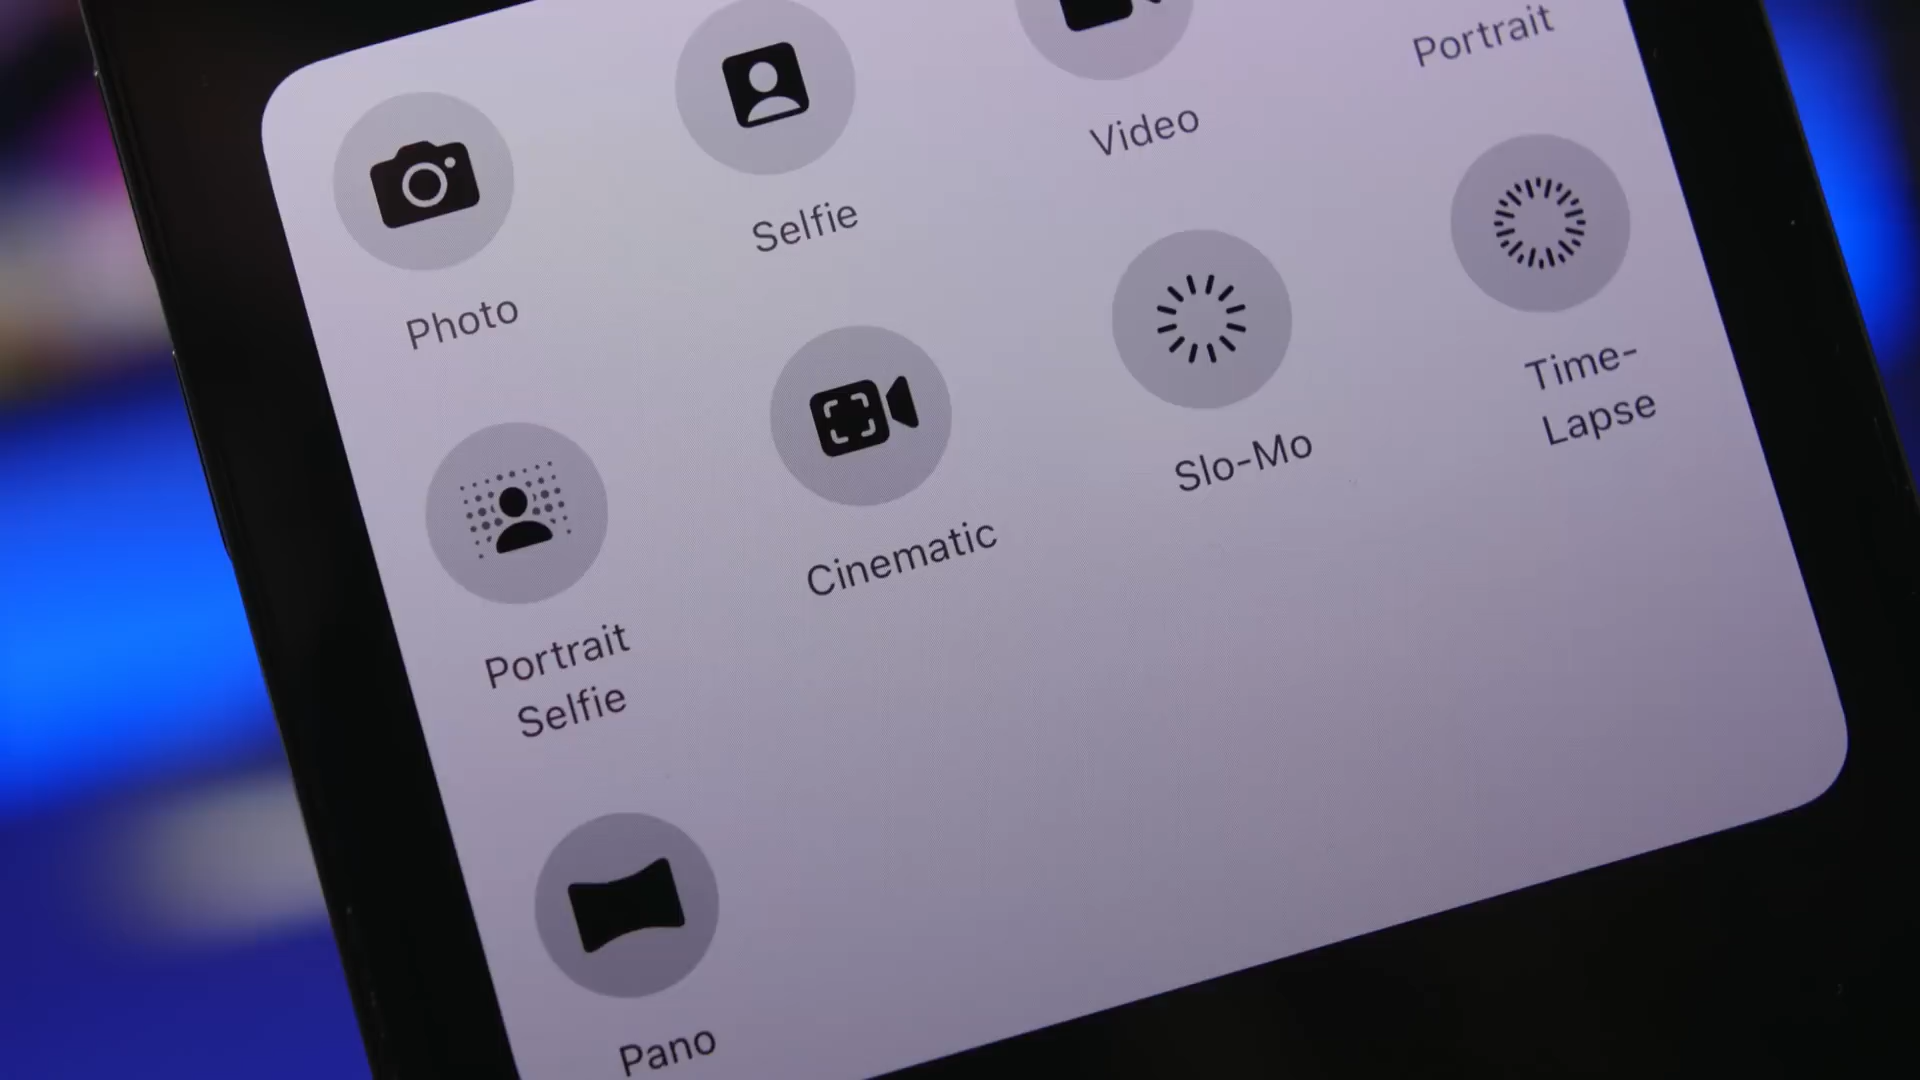 Photo
Selfie
Video
Portrait
Portrait
Selfie
Cinematic
Slo-Mo
Time-
Lapse
Pano